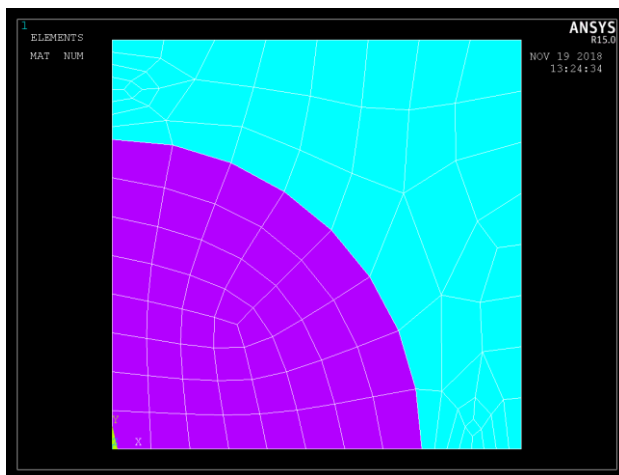 1
ELEMENTS
MAT NUM
ANSYS
R15.0
NOV 19 2018
13:24:34
Y
X